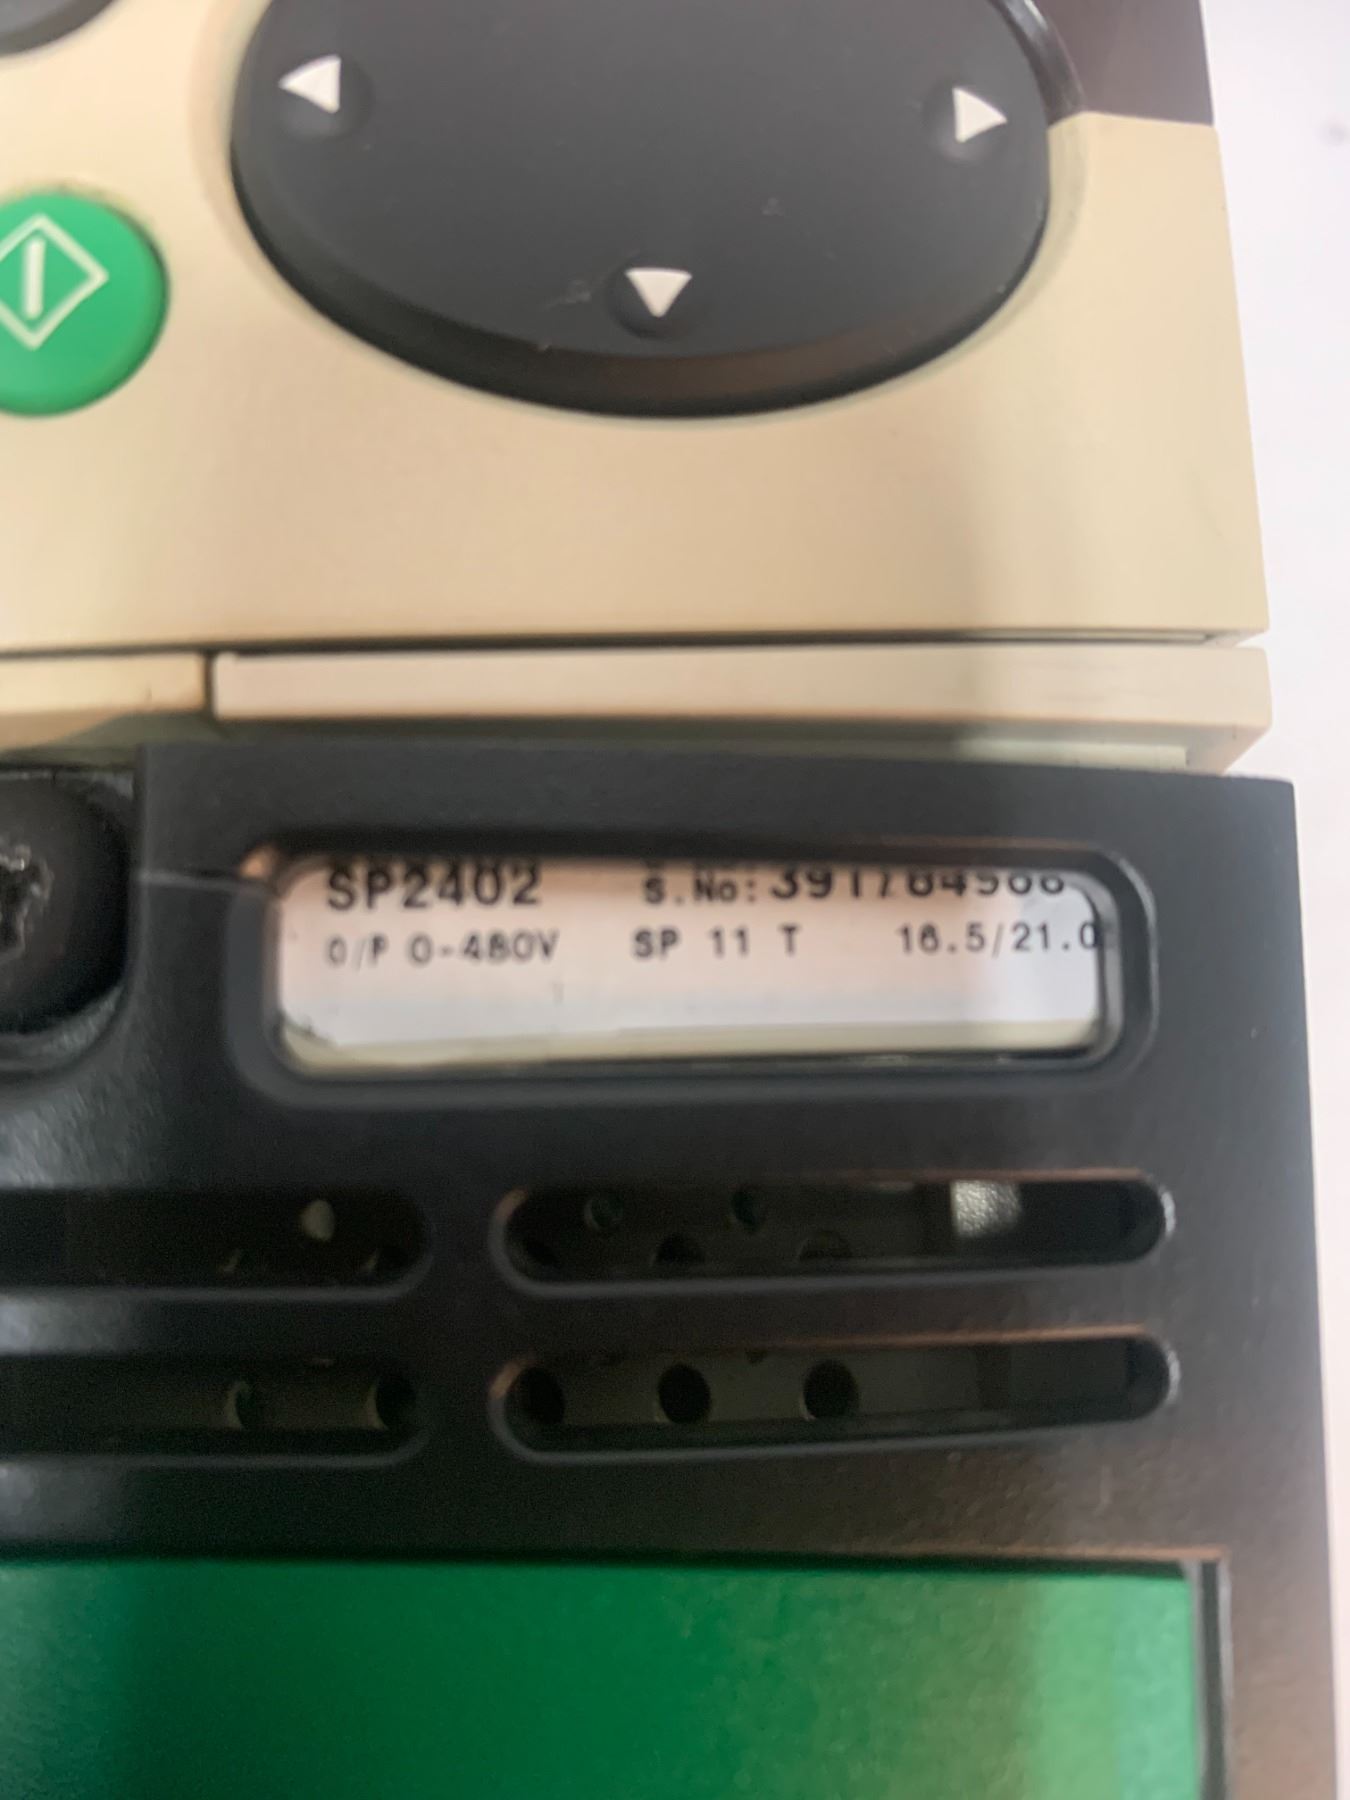 SP2402 S.No:
O/P 0-480V SP 11 T 16.5/21.0